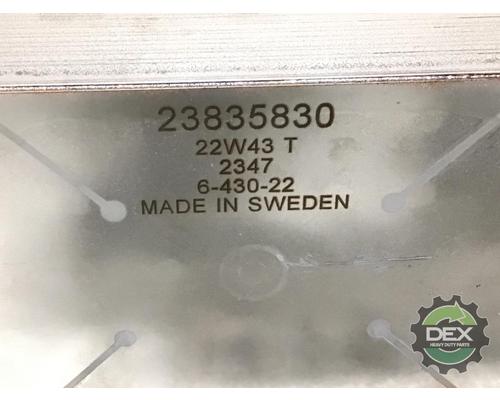 23835830
22W43 T
2347
6-430-22
MADE IN SWEDEN
DEX
HEAVY DUTY PARTS